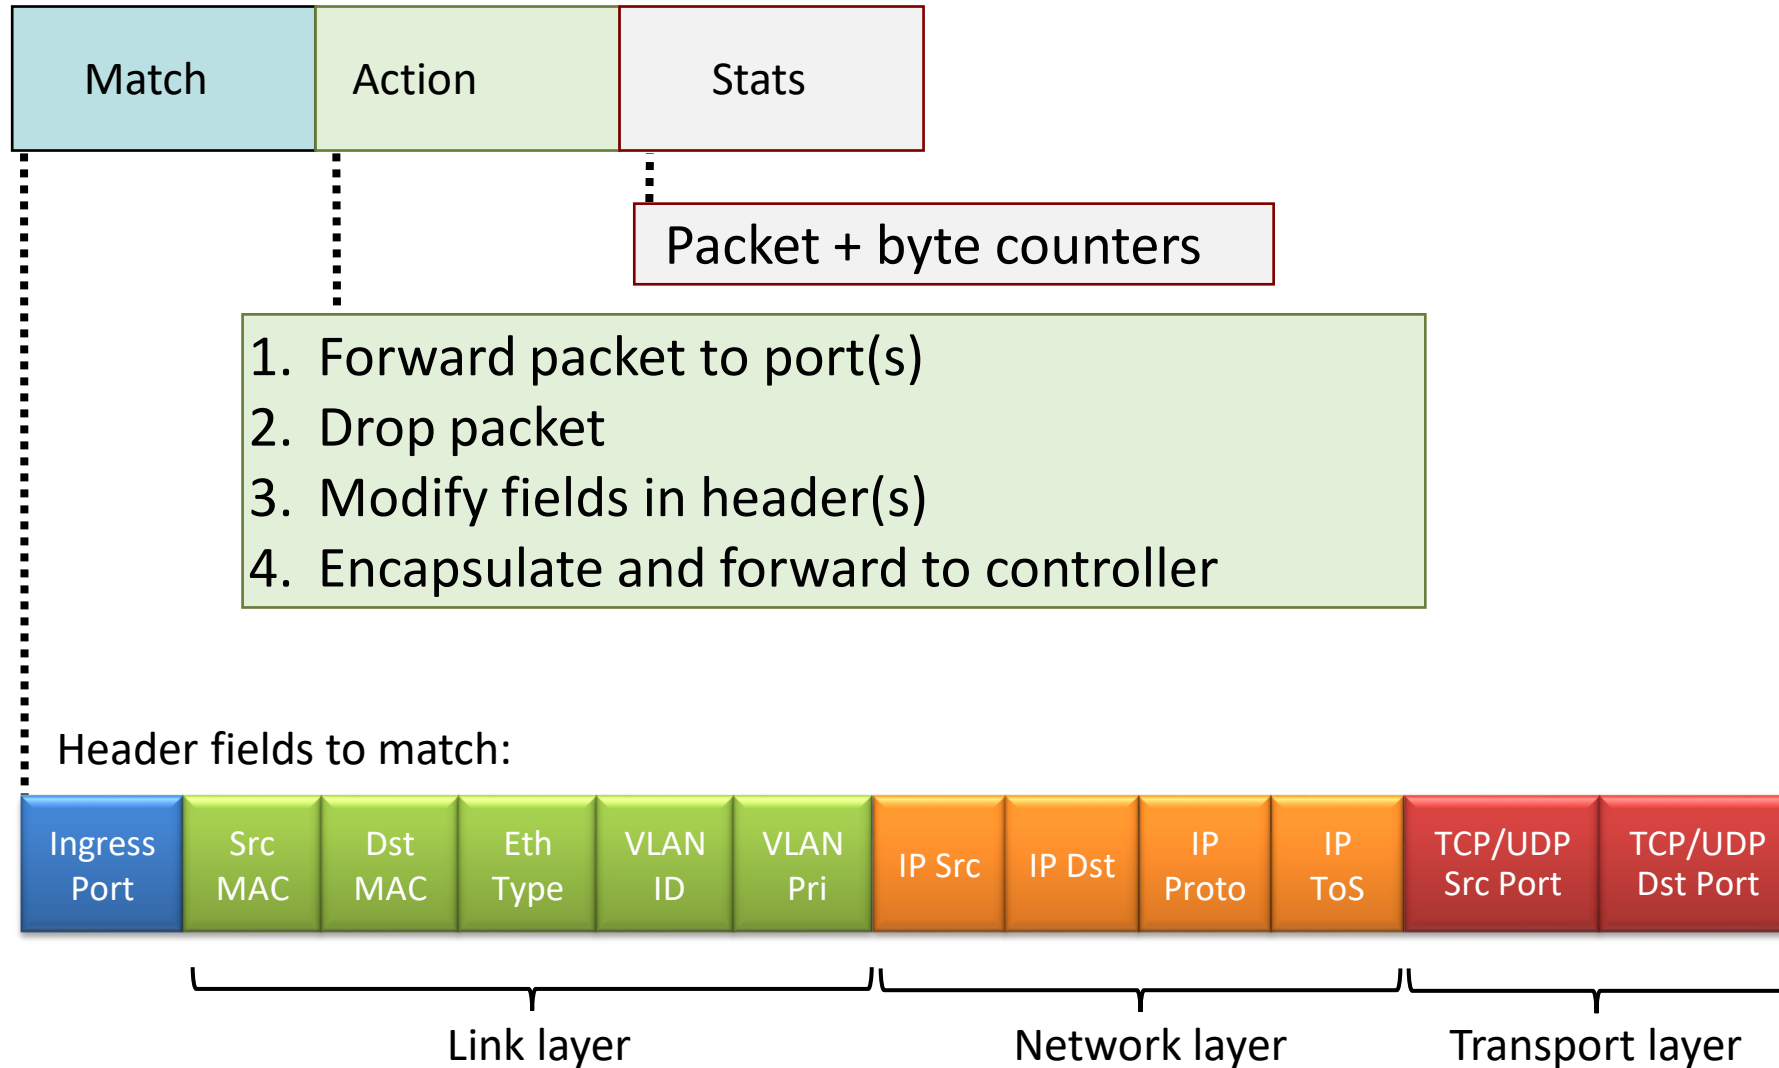 Match Action Stats
Packet + byte counters
1. Forward packet to port(s)
2. Drop packet
3. Modify fields in header(s)
4. Encapsulate and forward to controller
Header fields to match:
Ingress
Port
Src
MAC
Dst
MAC
Eth
Type
VLAN
ID
VLAN
Pri
IP Src
IP Dst
IP
Proto
IP
ToS
TCP/UDP
Src Port
TCP/UDP
Dst Port
Link layer
Network layer
Transport layer